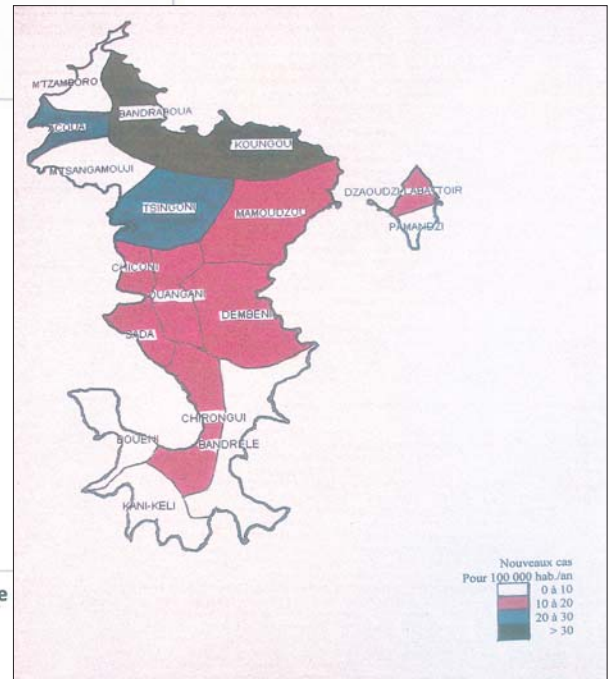 M'TZAMBORO
BANDRABOUA
ACOUA
KOUNGOU
M'TSANGAMOUJI
DZAOUDZI-LABATTOIR
TSINGONI
MAMOUDZOU
PAMANDZI
CHICONI
OUANGANI
DEMBENI
SADA
CHIRONGUI
BOUENI
BANDRELE
KANI-KELI
Nouveaux cas
Pour 100 000 hab./an
0 à 10
10 à 20
20 à 30
> 30
e